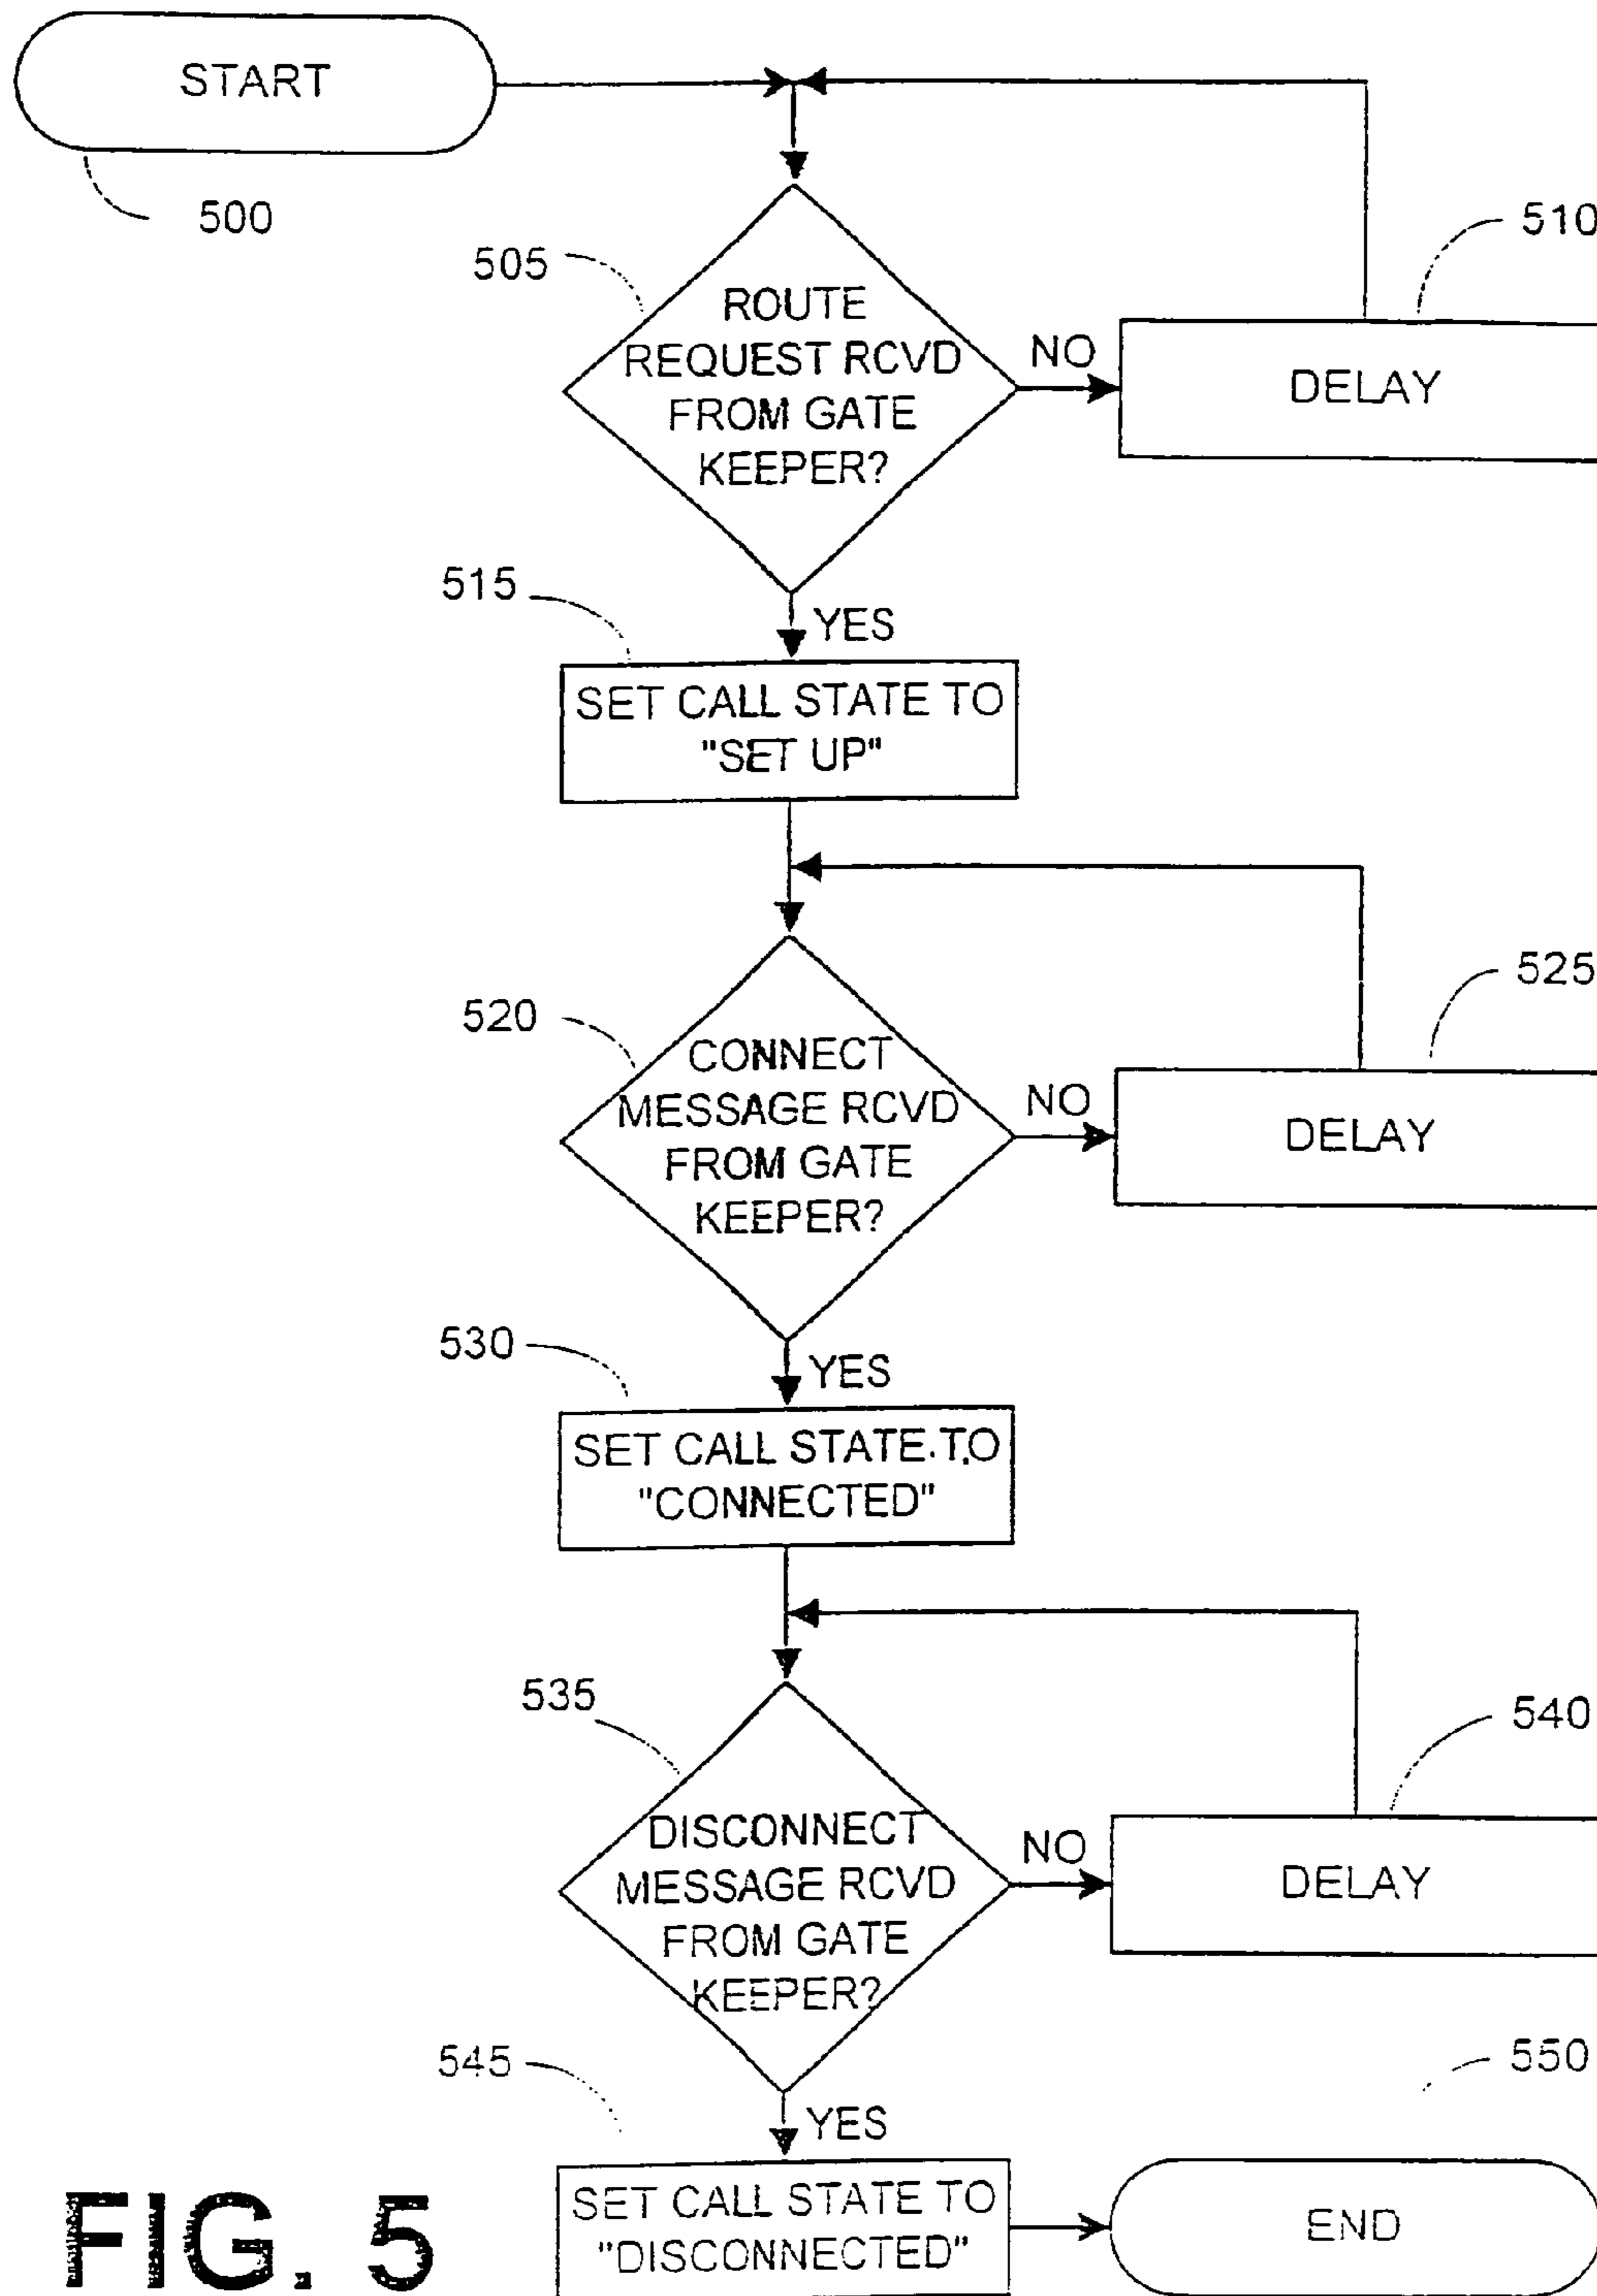 START
500
510
505
ROUTE
REQUEST RCVD
FROM GATE
KEEPER?
NO
DELAY
515
YES
SET CALL STATE TO
"SET UP"
525
520
CONNECT
MESSAGE RCVD
FROM GATE
KEEPER?
NO
DELAY
530
YES
SET CALL STATE TO
"CONNECTED"
535
540
DISCONNECT
MESSAGE RCVD
FROM GATE
KEEPER?
NO
DELAY
545
550
YES
SET CALL STATE TO
"DISCONNECTED"
END
FIG. 5